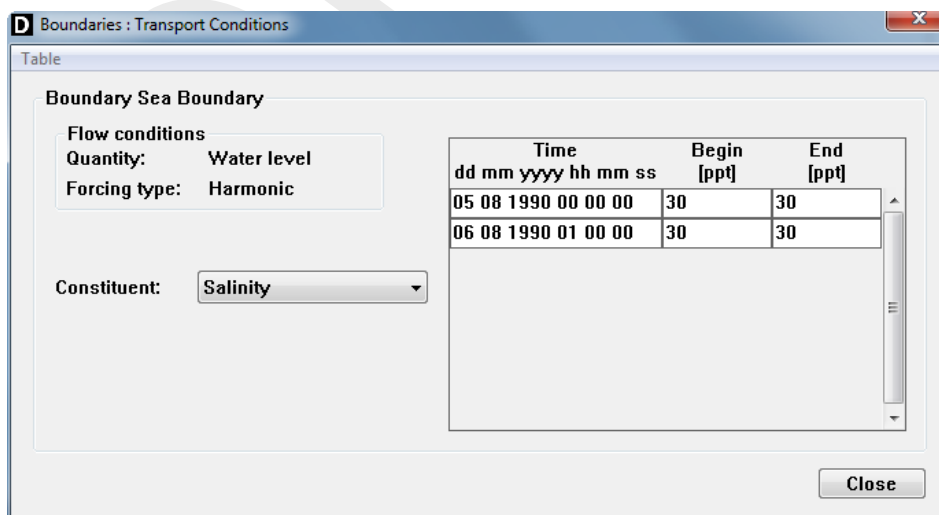 D Boundaries : Transport Conditions
Table
Boundary Sea Boundary
Flow conditions
Quantity: Water level
Forcing type: Harmonic
Constituent: Salinity
Time Begin End
dd mm yyyy hh mm ss [ppt] [ppt]
05 08 1990 00 00 00 30 30
06 08 1990 01 00 00 30 30
Close